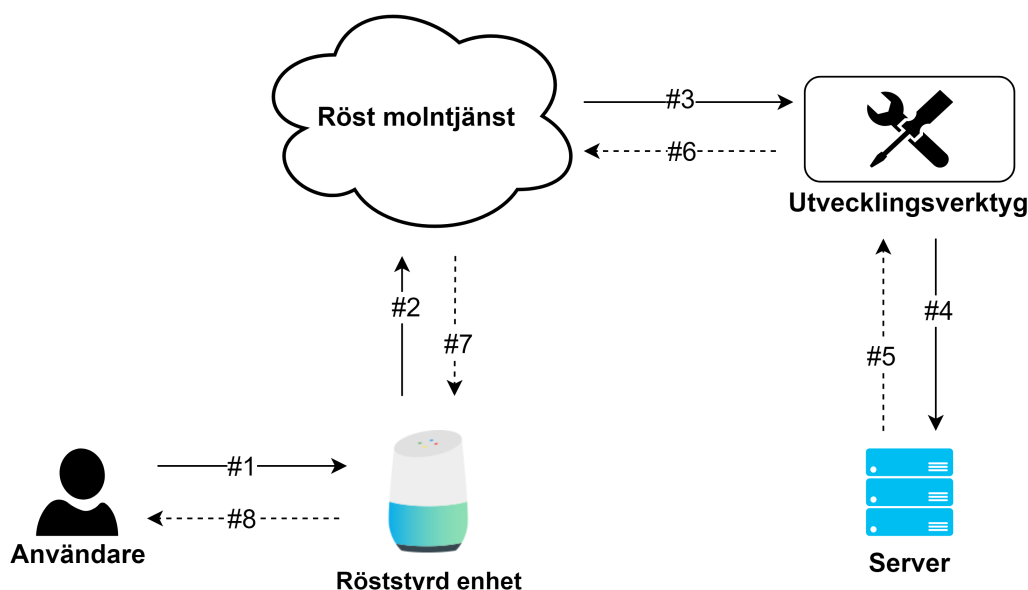 Röst molntjänst
#3
#6
Utvecklingsverktyg
#2
#7
#4
#5
#1
#8
Användare
Röststyrd enhet
Server